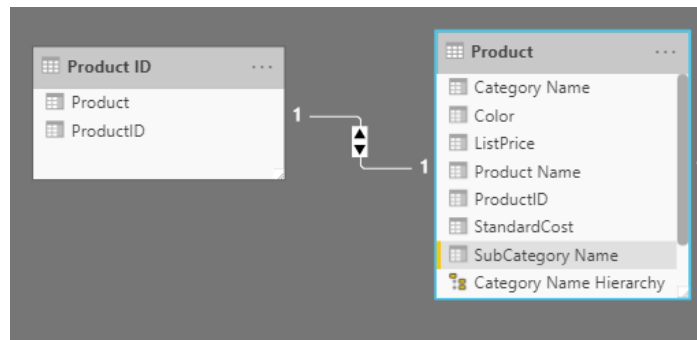 Product ID
Product
ProductID
1
1
Product
Category Name
Color
ListPrice
Product Name
ProductID
StandardCost
SubCategory Name
Category Name Hierarchy